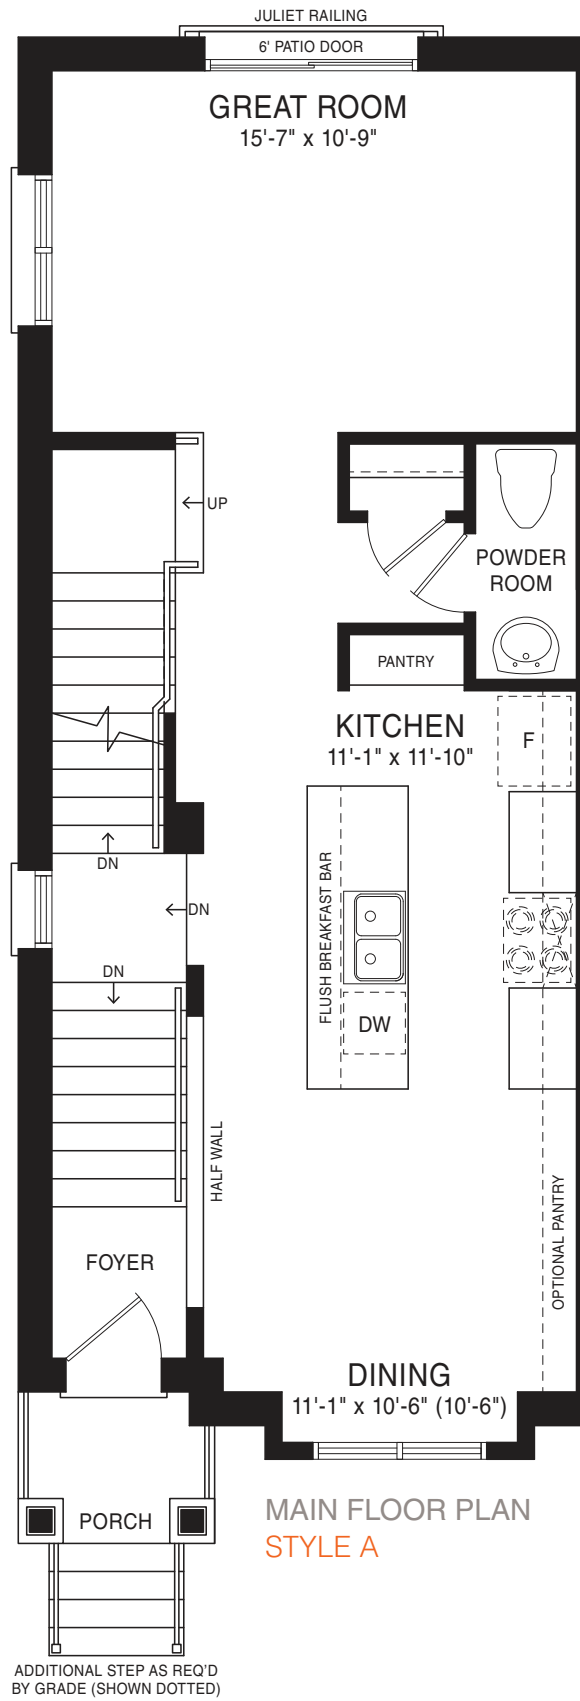 JULIET RAILING
6' PATIO DOOR
GREAT ROOM
15'-7" x 10'-9"
UP
POWDER
ROOM
PANTRY
KITCHEN
11'-1" x 11'-10"
F
DN
DN
FLUSH BREAKFAST BAR
DN
DW
HALF WALL
OPTIONAL PANTRY
FOYER
DINING
11'-1" x 10'-6" (10'-6")
MAIN FLOOR PLAN
PORCH
STYLE A
ADDITIONAL STEP AS REQ'D
BY GRADE (SHOWN DOTTED)